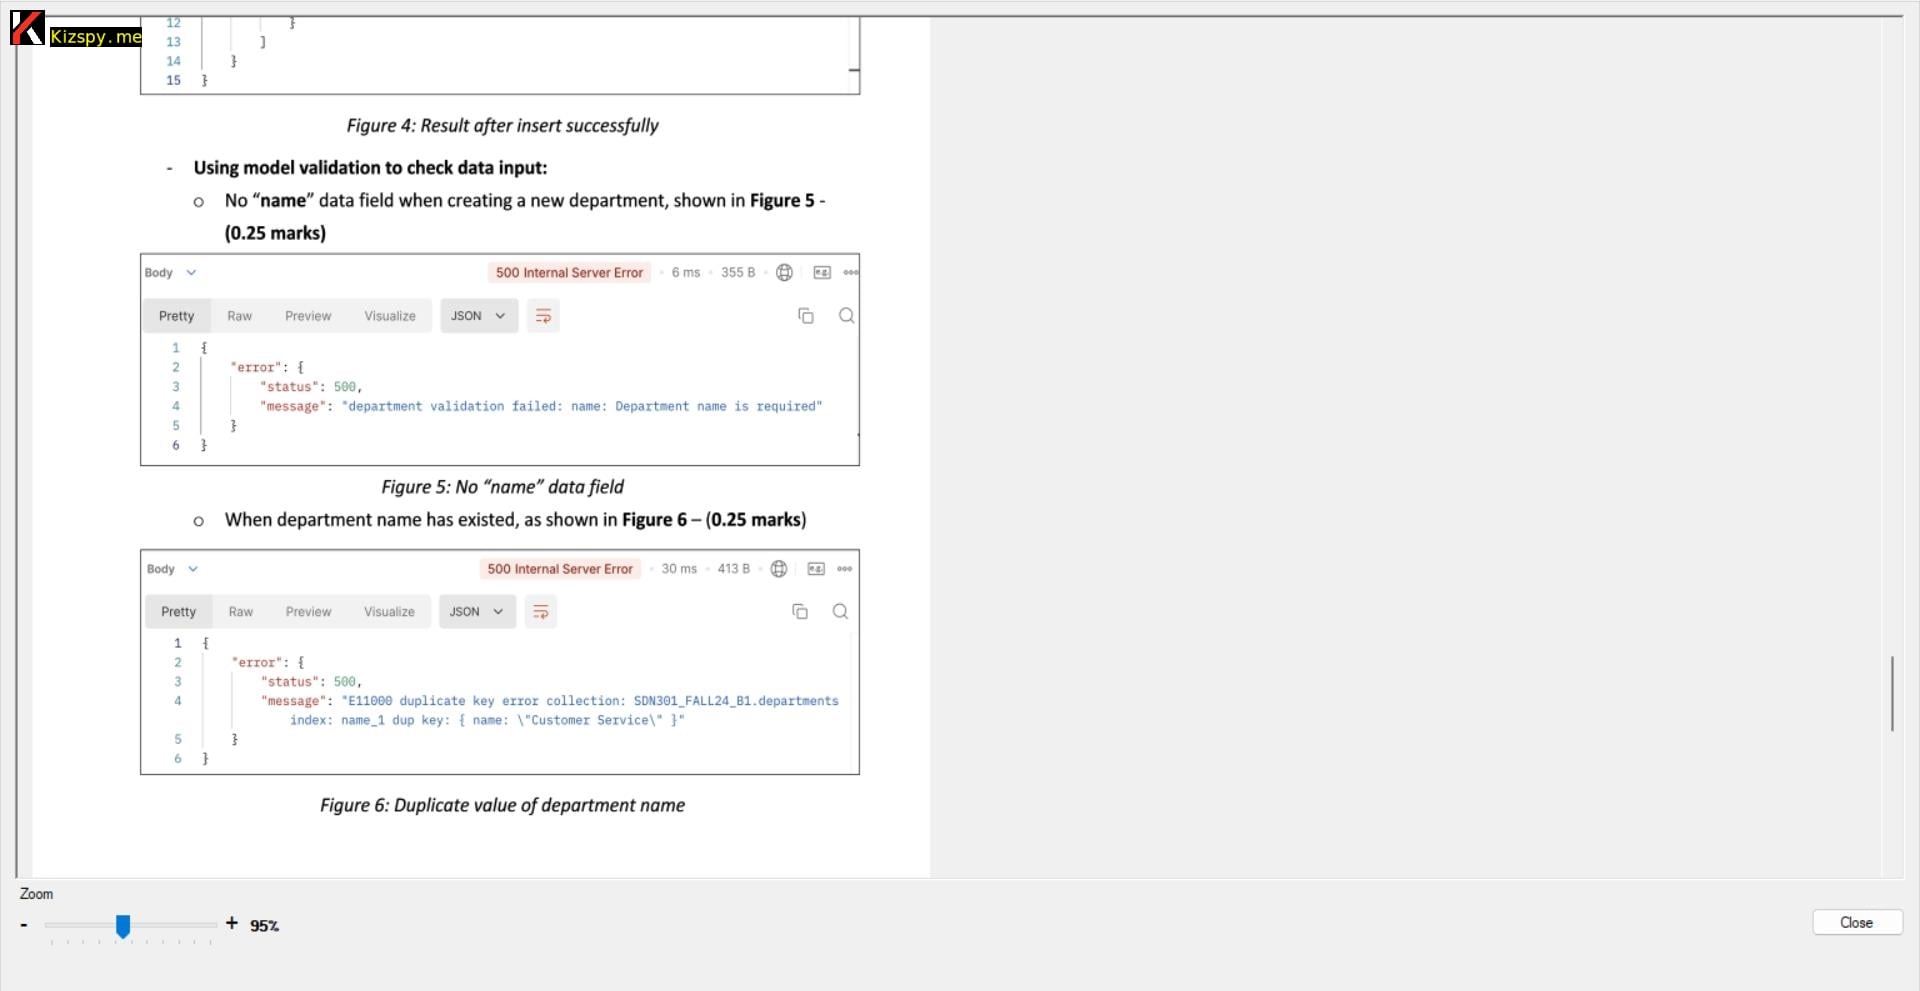 Kizspy.me
12 }
13 ]
14 }
15 }
Figure 4: Result after insert successfully
- Using model validation to check data input:
o No “name” data field when creating a new department, shown in Figure 5 -
(0.25 marks)
Body 500 Internal Server Error 6 ms 355 B e.g. ooo
Pretty Raw Preview Visualize JSON
1 {
2 "error": {
3 "status": 500,
4 "message": "department validation failed: name: Department name is required"
5 }
6 }
Figure 5: No “name” data field
o When department name has existed, as shown in Figure 6 – (0.25 marks)
Body 500 Internal Server Error 30 ms 413 B e.g. ooo
Pretty Raw Preview Visualize JSON
1 {
2 "error": {
3 "status": 500,
4 "message": "E11000 duplicate key error collection: SDN301_FALL24_B1.departments
index: name_1 dup key: { name: \"Customer Service\" }"
5 }
6 }
Figure 6: Duplicate value of department name
Zoom
- + 95%
Close